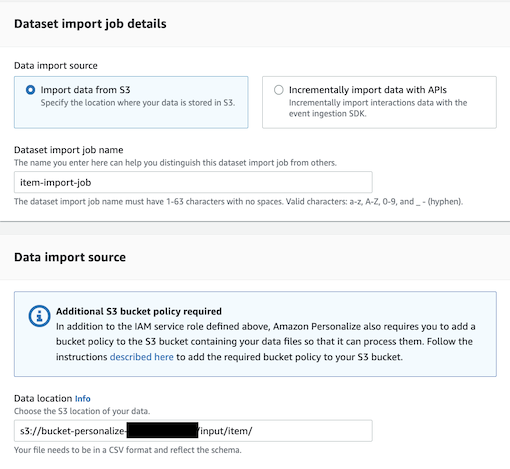 Dataset import job details
Data import source
Import data from S3
Specify the location where your data is stored in S3.
Incrementally import data with APIs
Incrementally import interactions data with the
event ingestion SDK.
Dataset import job name
The name you enter here can help you distinguish this dataset import job from others.
item-import-job
The dataset import job name must have 1-63 characters with no spaces. Valid characters: a-z, A-Z, 0-9, and _ - (hyphen).
Data import source
Additional S3 bucket policy required
In addition to the IAM service role defined above, Amazon Personalize also requires you to add a
bucket policy to the S3 bucket containing your data files so that it can process them. Follow the
instructions described here to add the required bucket policy to your S3 bucket.
Data location Info
Choose the S3 location of your data.
s3://bucket-personalize- /input/item/
Your file needs to be in a CSV format and reflect the schema.